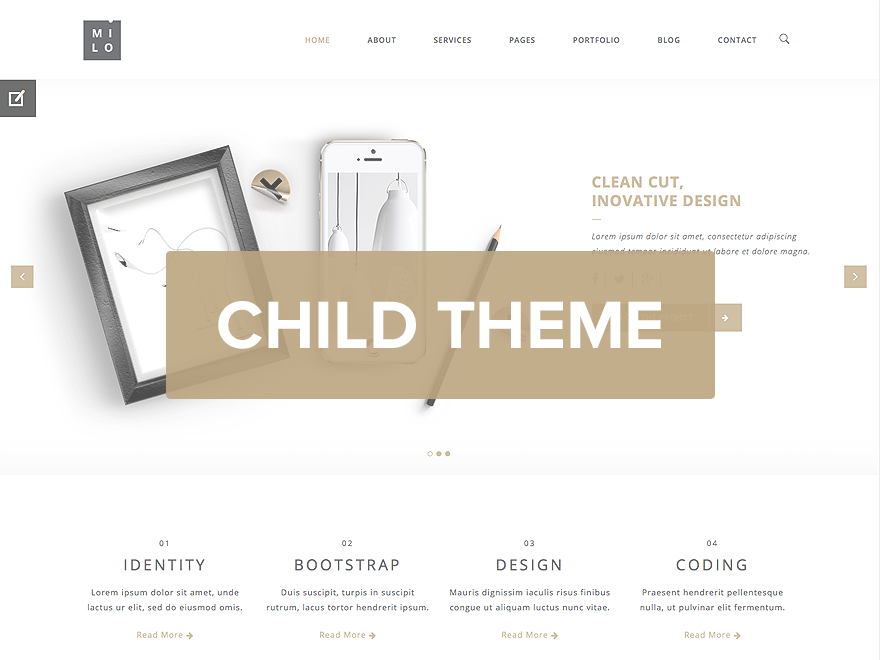 MI
LO
HOME ABOUT SERVICES PAGES PORTFOLIO BLOG CONTACT
CLEAN CUT,
INOVATIVE DESIGN
Lorem ipsum dolor sit amet, consectetur adipiscing
eiusmod tempor incididunt ut labore et dolore magna.
CHILD THEME
01
IDENTITY
Lorem ipsum dolor sit amet, unde
lactus ur elit, sed do eiusmod omis.
Read More
02
BOOTSTRAP
Duis suscipit, turpis in suscipit
rutrum, lacus tortor hendrerit ipsum.
Read More
03
DESIGN
Mauris dignissim iaculis risus finibus
congue ut aliquam luctus nunc vitae.
Read More
04
CODING
Praesent hendrerit pellentesque
nulla, ut pulvinar elit fermentum.
Read More